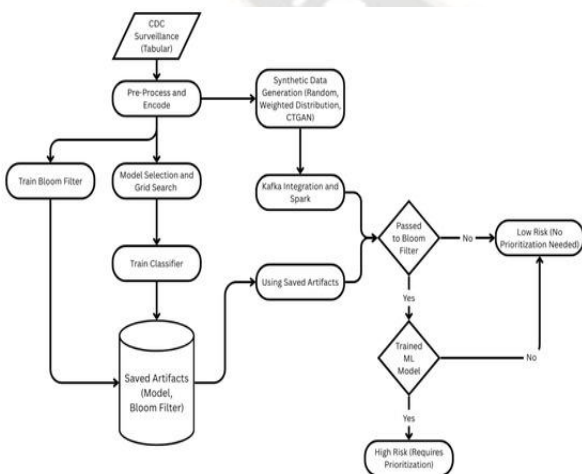 CDC
Surveillance
(Tabular)
Pre-Process and
Encode
Synthetic Data
Generation (Random,
Weighted Distribution,
CTGAN)
Train Bloom Filter
Model Selection and
Grid Search
Kafka Integration and
Spark
Train Classifier
Using Saved Artifacts
Passed
to Bloom
Filter
No
Low Risk (No
Prioritization Needed)
Yes
Saved Artifacts
(Model,
Bloom Filter)
Trained
ML
Model
No
Yes
High Risk (Requires
Prioritization)